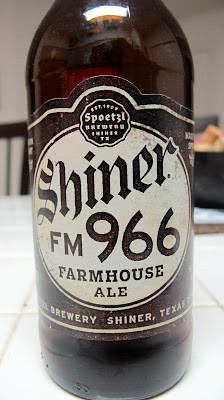 EST. 1909
Spoetzl
BREWERY
SHINER
TX
Shiner
FM 966
FARMHOUSE
ALE
BREWERY SHINER, TEXAS